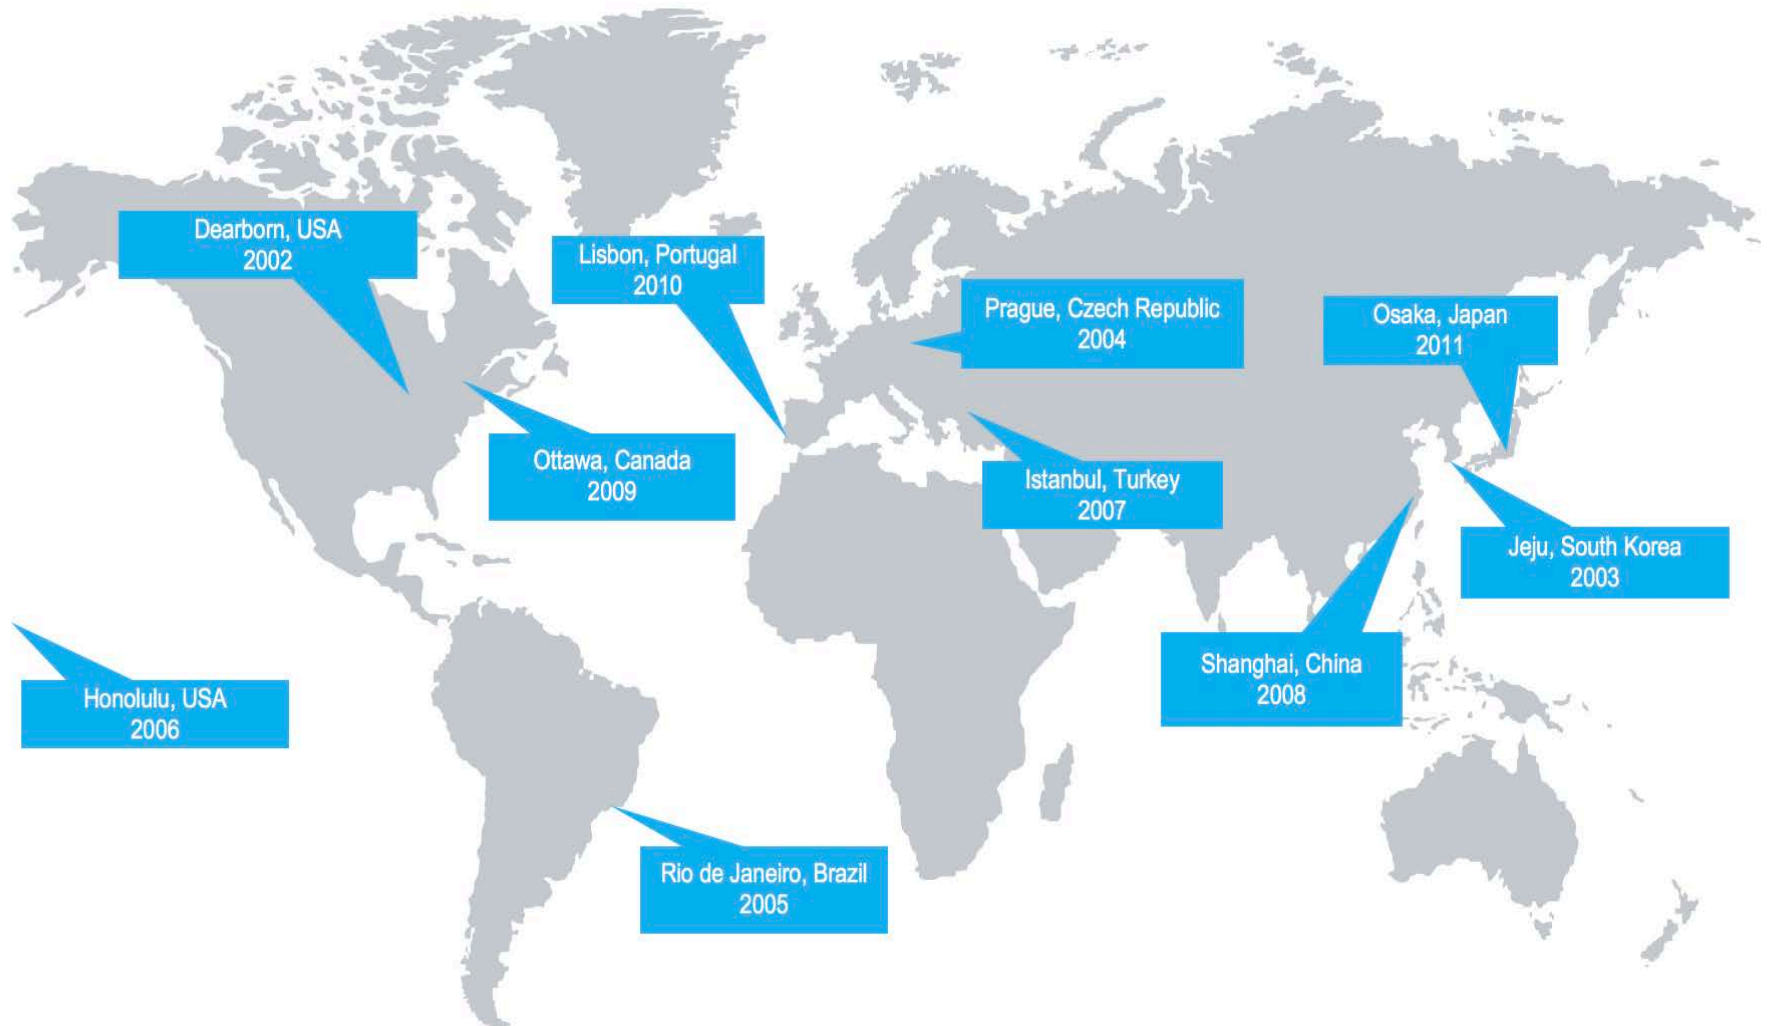 Dearborn, USA
2002
Lisbon, Portugal
2010
Prague, Czech Republic
2004
Osaka, Japan
2011
Ottawa, Canada
2009
Istanbul, Turkey
2007
Jeju, South Korea
2003
Shanghai, China
2008
Honolulu, USA
2006
Rio de Janeiro, Brazil
2005